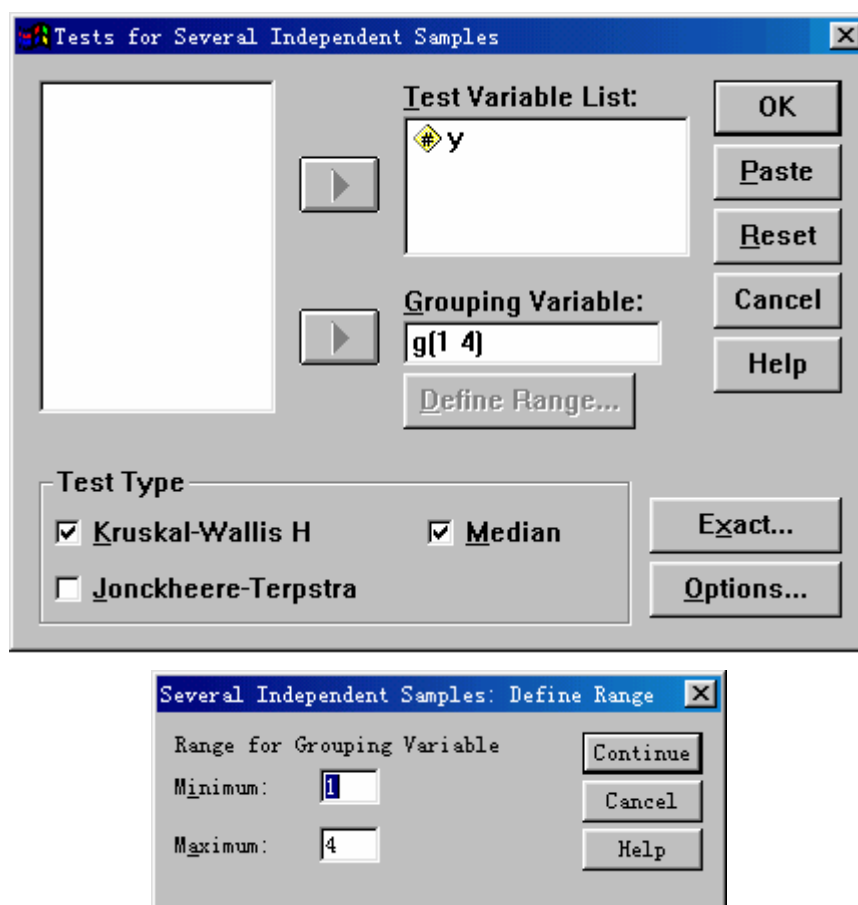 Tests for Several Independent Samples
Test Variable List:
# y
Grouping Variable:
g(1 4)
Define Range...
OK
Paste
Reset
Cancel
Help
Test Type
Kruskal-Wallis H
Median
Jonckheere-Terpstra
Exact...
Options...
Several Independent Samples: Define Range
Range for Grouping Variable
Minimum: 1
Maximum: 4
Continue
Cancel
Help